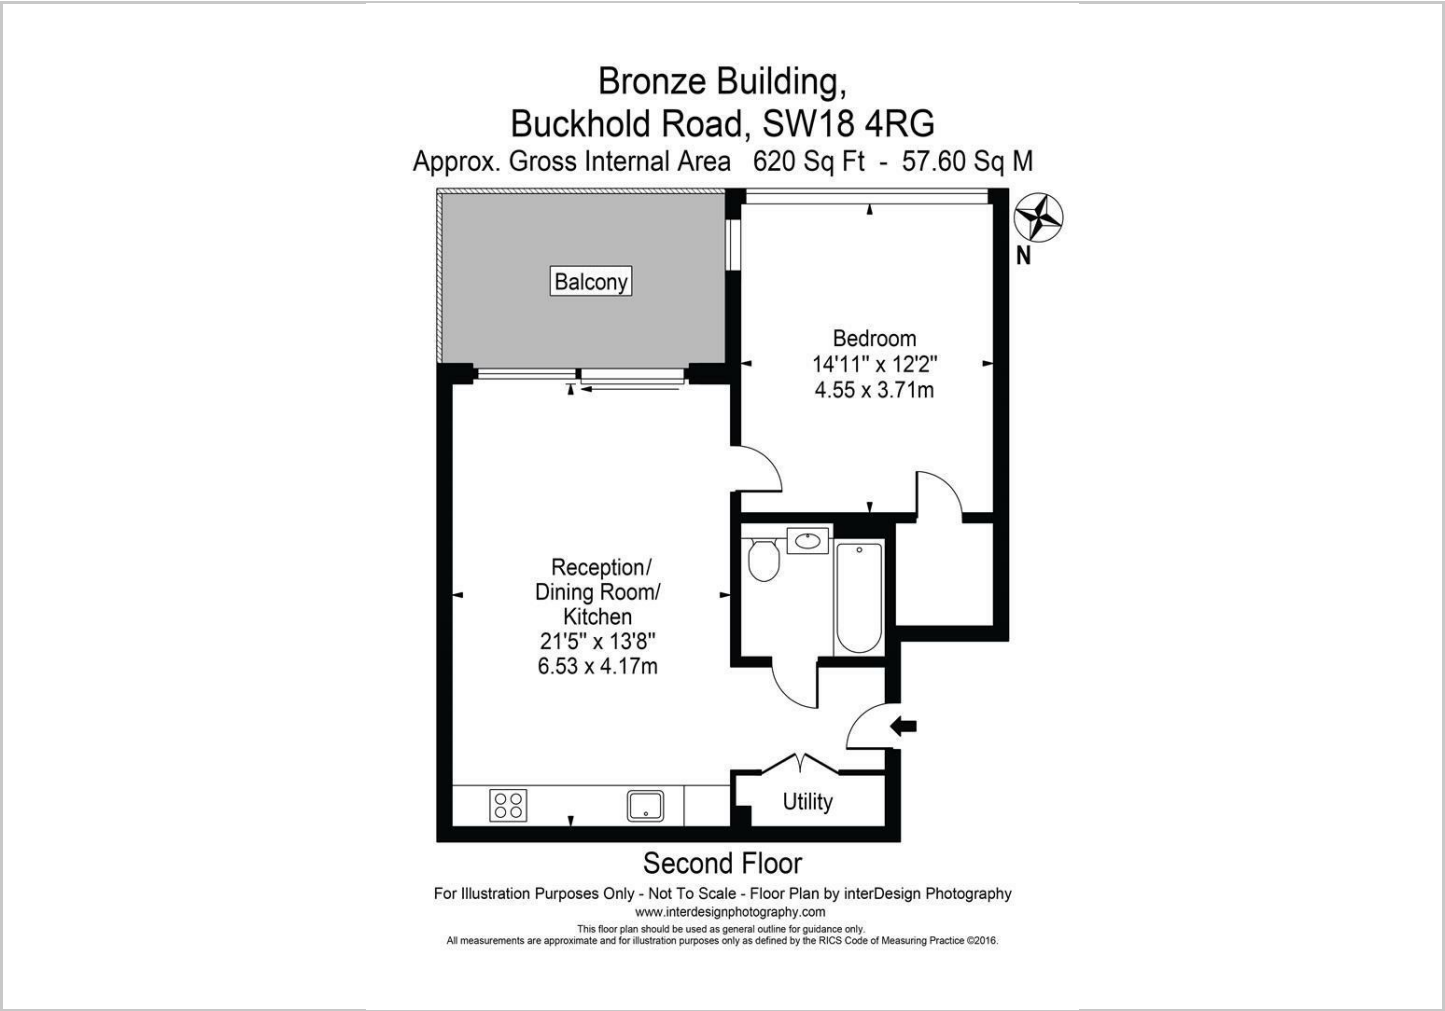 Bronze Building,
Buckhold Road, SW18 4RG
Approx. Gross Internal Area 620 Sq Ft - 57.60 Sq M
N
Balcony
Bedroom
14'11" x 12'2"
4.55 x 3.71m
Reception/
Dining Room/
Kitchen
21'5" x 13'8"
6.53 x 4.17m
Utility
Second Floor
For Illustration Purposes Only - Not To Scale - Floor Plan by interDesign Photography
www.interdesignphotography.com
This floor plan should be used as general outline for guidance only.
All measurements are approximate and for illustration purposes only as defined by the RICS Code of Measuring Practice ©2016.